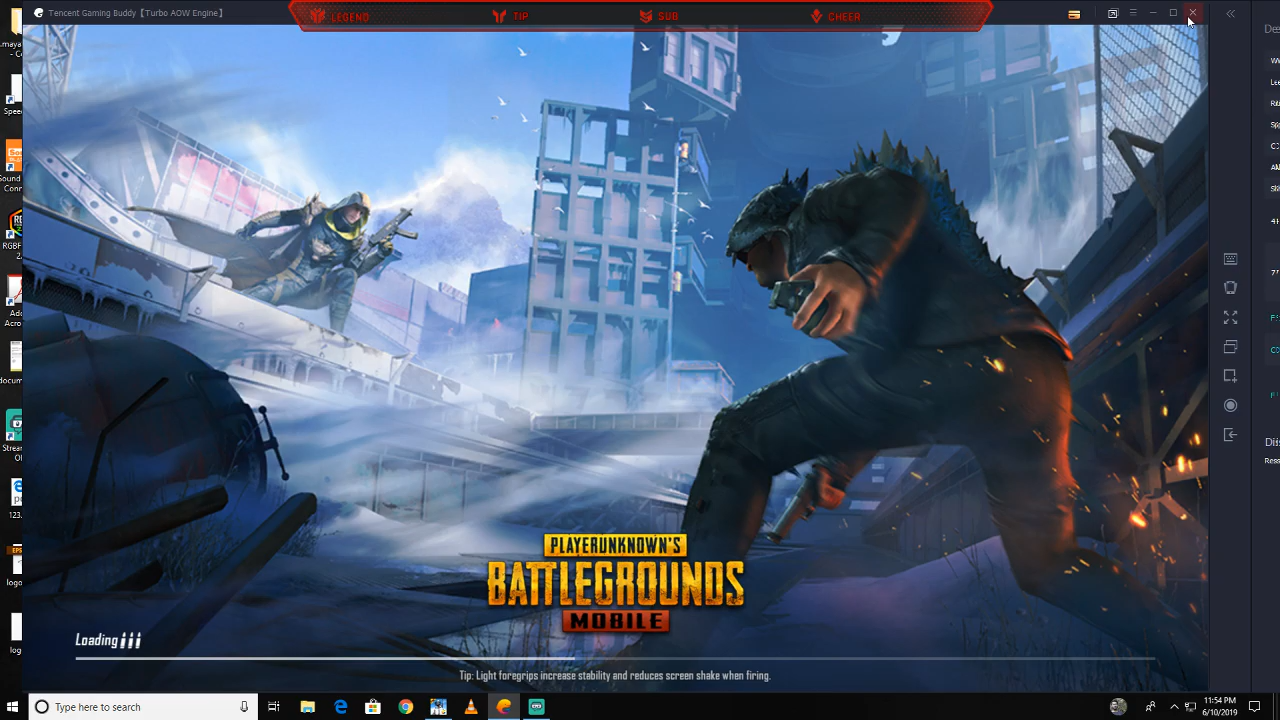 Tencent Gaming Buddy【Turbo AOW Engine】
LEGEND
TIP
SUB
CHEER
PLAYERUNKNOWN'S
BATTLEGROUNDS
MOBILE
Loading
Tip: Light foregrips increase stability and reduces screen shake when firing.
Type here to search
11:54 PM
6/10/2019